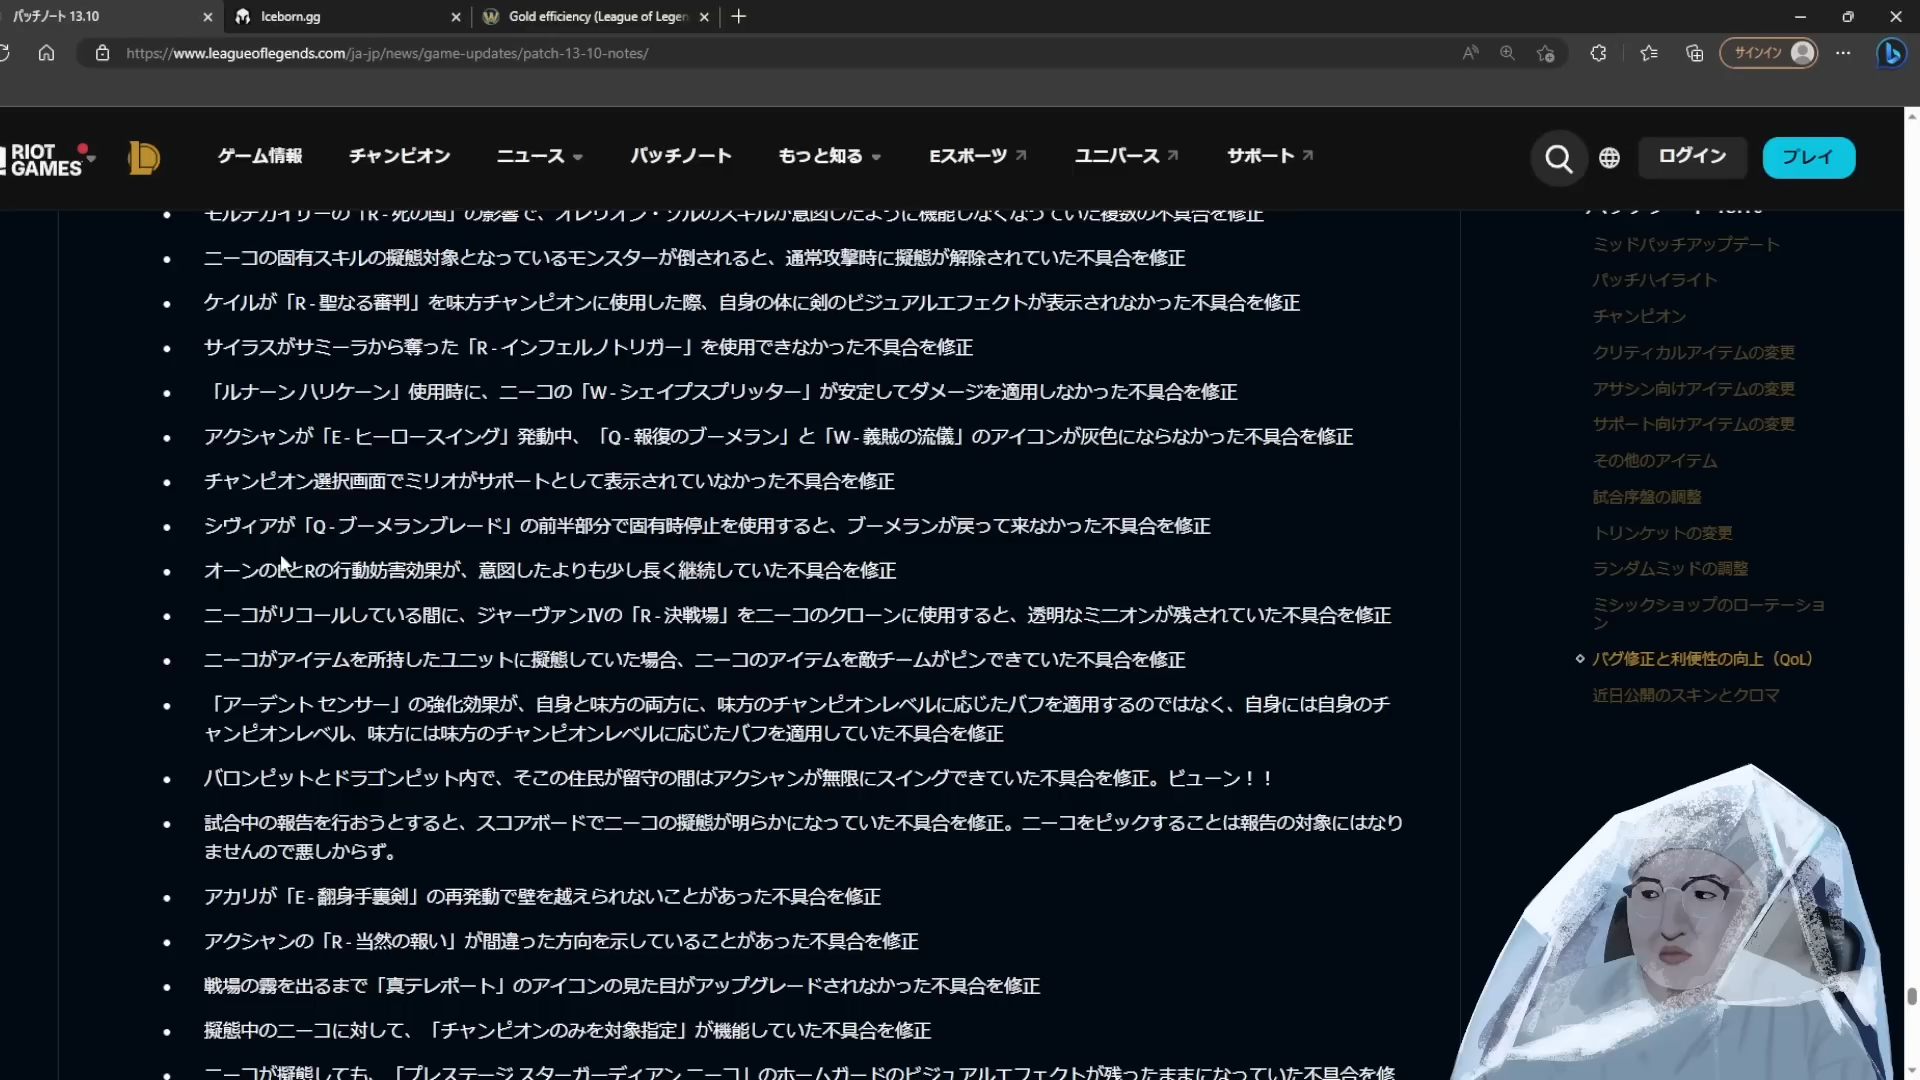 パッチノート 13.10
Iceborn.gg
Gold efficiency (League of Legen
https://www.leagueoflegends.com/ja-jp/news/game-updates/patch-13-10-notes/
サインイン
RIOT GAMES
ゲーム情報
チャンピオン
ニュース
パッチノート
もっと知る
Eスポーツ
ユニバース
サポート
ログイン
プレイ
モルデカイザーの「R - 死の国」の影響で、オレリオン・ソルのスキルが意図したように機能しなくなっていた複数の不具合を修正
ニーコの固有スキルの擬態対象となっているモンスターが倒されると、通常攻撃時に擬態が解除されていた不具合を修正
ケイルが「R - 聖なる審判」を味方チャンピオンに使用した際、自身の体に剣のビジュアルエフェクトが表示されなかった不具合を修正
サイラスがサミーラから奪った「R - インフェルノトリガー」を使用できなかった不具合を修正
「ルナーン ハリケーン」使用時に、ニーコの「W - シェイプスプリッター」が安定してダメージを適用しなかった不具合を修正
アクシャンが「E - ヒーロースイング」発動中、「Q - 報復のブーメラン」と「W - 義賊の流儀」のアイコンが灰色にならなかった不具合を修正
チャンピオン選択画面でミリオがサポートとして表示されていなかった不具合を修正
シヴィアが「Q - ブーメランブレード」の前半部分で固有時停止を使用すると、ブーメランが戻って来なかった不具合を修正
オーンのEとRの行動妨害効果が、意図したよりも少し長く継続していた不具合を修正
ニーコがリコールしている間に、ジャーヴァンⅣの「R - 決戦場」をニーコのクローンに使用すると、透明なミニオンが残されていた不具合を修正
ニーコがアイテムを所持したユニットに擬態していた場合、ニーコのアイテムを敵チームがピンできていた不具合を修正
「アーデント センサー」の強化効果が、自身と味方の両方に、味方のチャンピオンレベルに応じたバフを適用するのではなく、自身には自身のチ
ャンピオンレベル、味方には味方のチャンピオンレベルに応じたバフを適用していた不具合を修正
バロンピットとドラゴンピット内で、そこの住民が留守の間はアクシャンが無限にスイングできていた不具合を修正。ビューン！！
試合中の報告を行おうとすると、スコアボードでニーコの擬態が明らかになっていた不具合を修正。ニーコをピックすることは報告の対象にはなり
ませんので悪しからず。
アカリが「E - 翻身手裏剣」の再発動で壁を越えられないことがあった不具合を修正
アクシャンの「R - 当然の報い」が間違った方向を示していることがあった不具合を修正
戦場の霧を出るまで「真テレポート」のアイコンの見た目がアップグレードされなかった不具合を修正
擬態中のニーコに対して、「チャンピオンのみを対象指定」が機能していた不具合を修正
ニーコが擬態しても、「プレステージ スターガーディアン ニーコ」のホームガードのビジュアルエフェクトが残ったままになっていた不具合を修
パッチノート 13.10
ミッドパッチアップデート
パッチハイライト
チャンピオン
クリティカルアイテムの変更
アサシン向けアイテムの変更
サポート向けアイテムの変更
その他のアイテム
試合序盤の調整
トリンケットの変更
ランダムミッドの調整
ミシックショップのローテーショ
ン
バグ修正と利便性の向上（QoL）
近日公開のスキンとクロマ